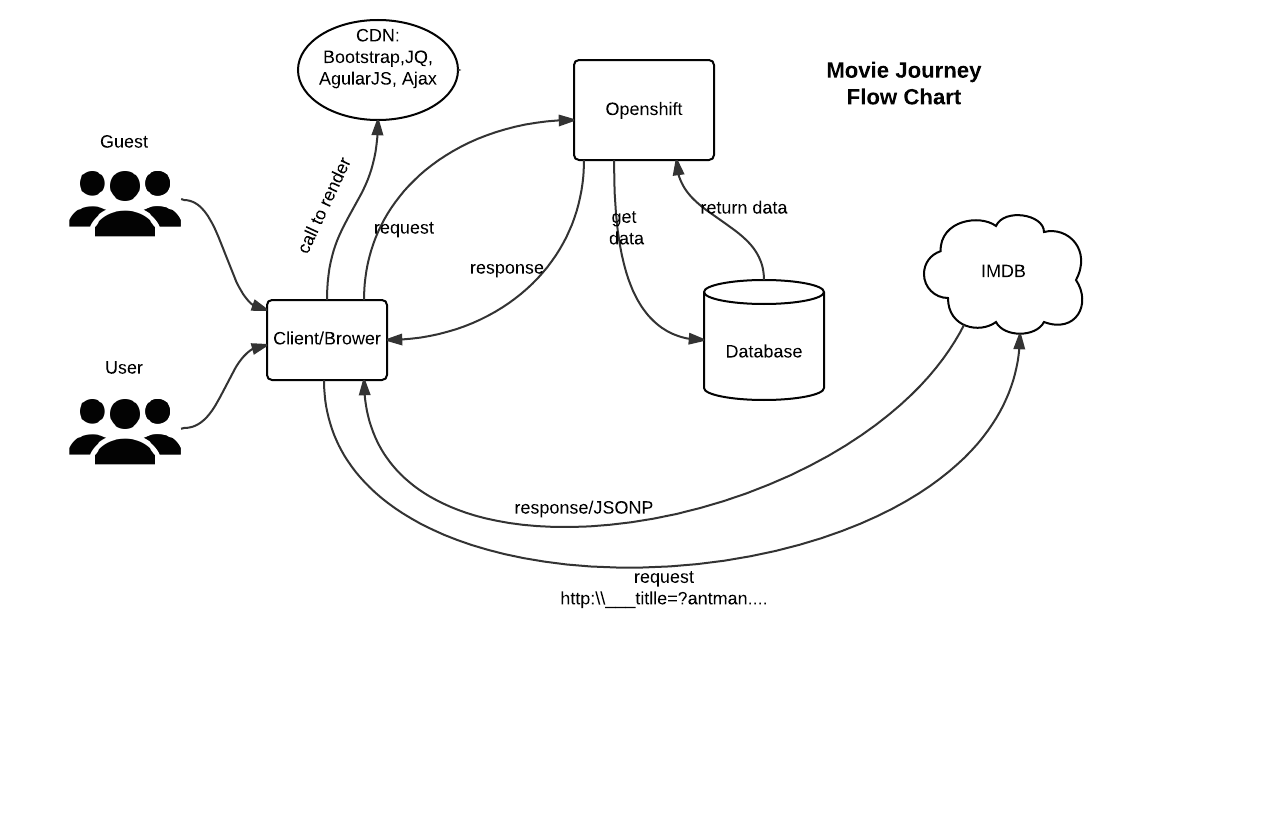 CDN:
Bootstrap,JQ,
AgularJS, Ajax
Movie Journey
Flow Chart
Openshift
Guest
call to render
request
get
data
return data
response
IMDB
Client/Brower
Database
User
response/JSONP
request
http:\\___titlle=?antman....